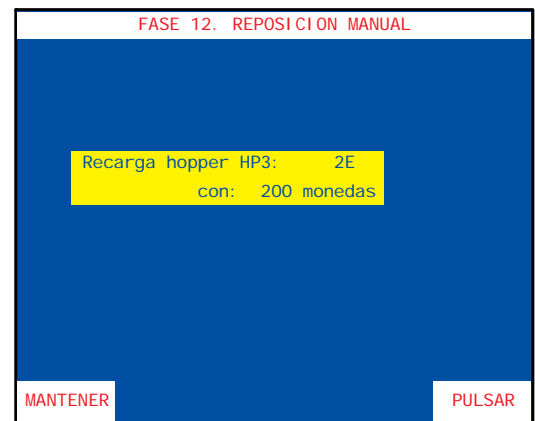 FASE 12. REPOSICION MANUAL
Recarga hopper HP3: 2E
con: 200 monedas
MANTENER PULSAR